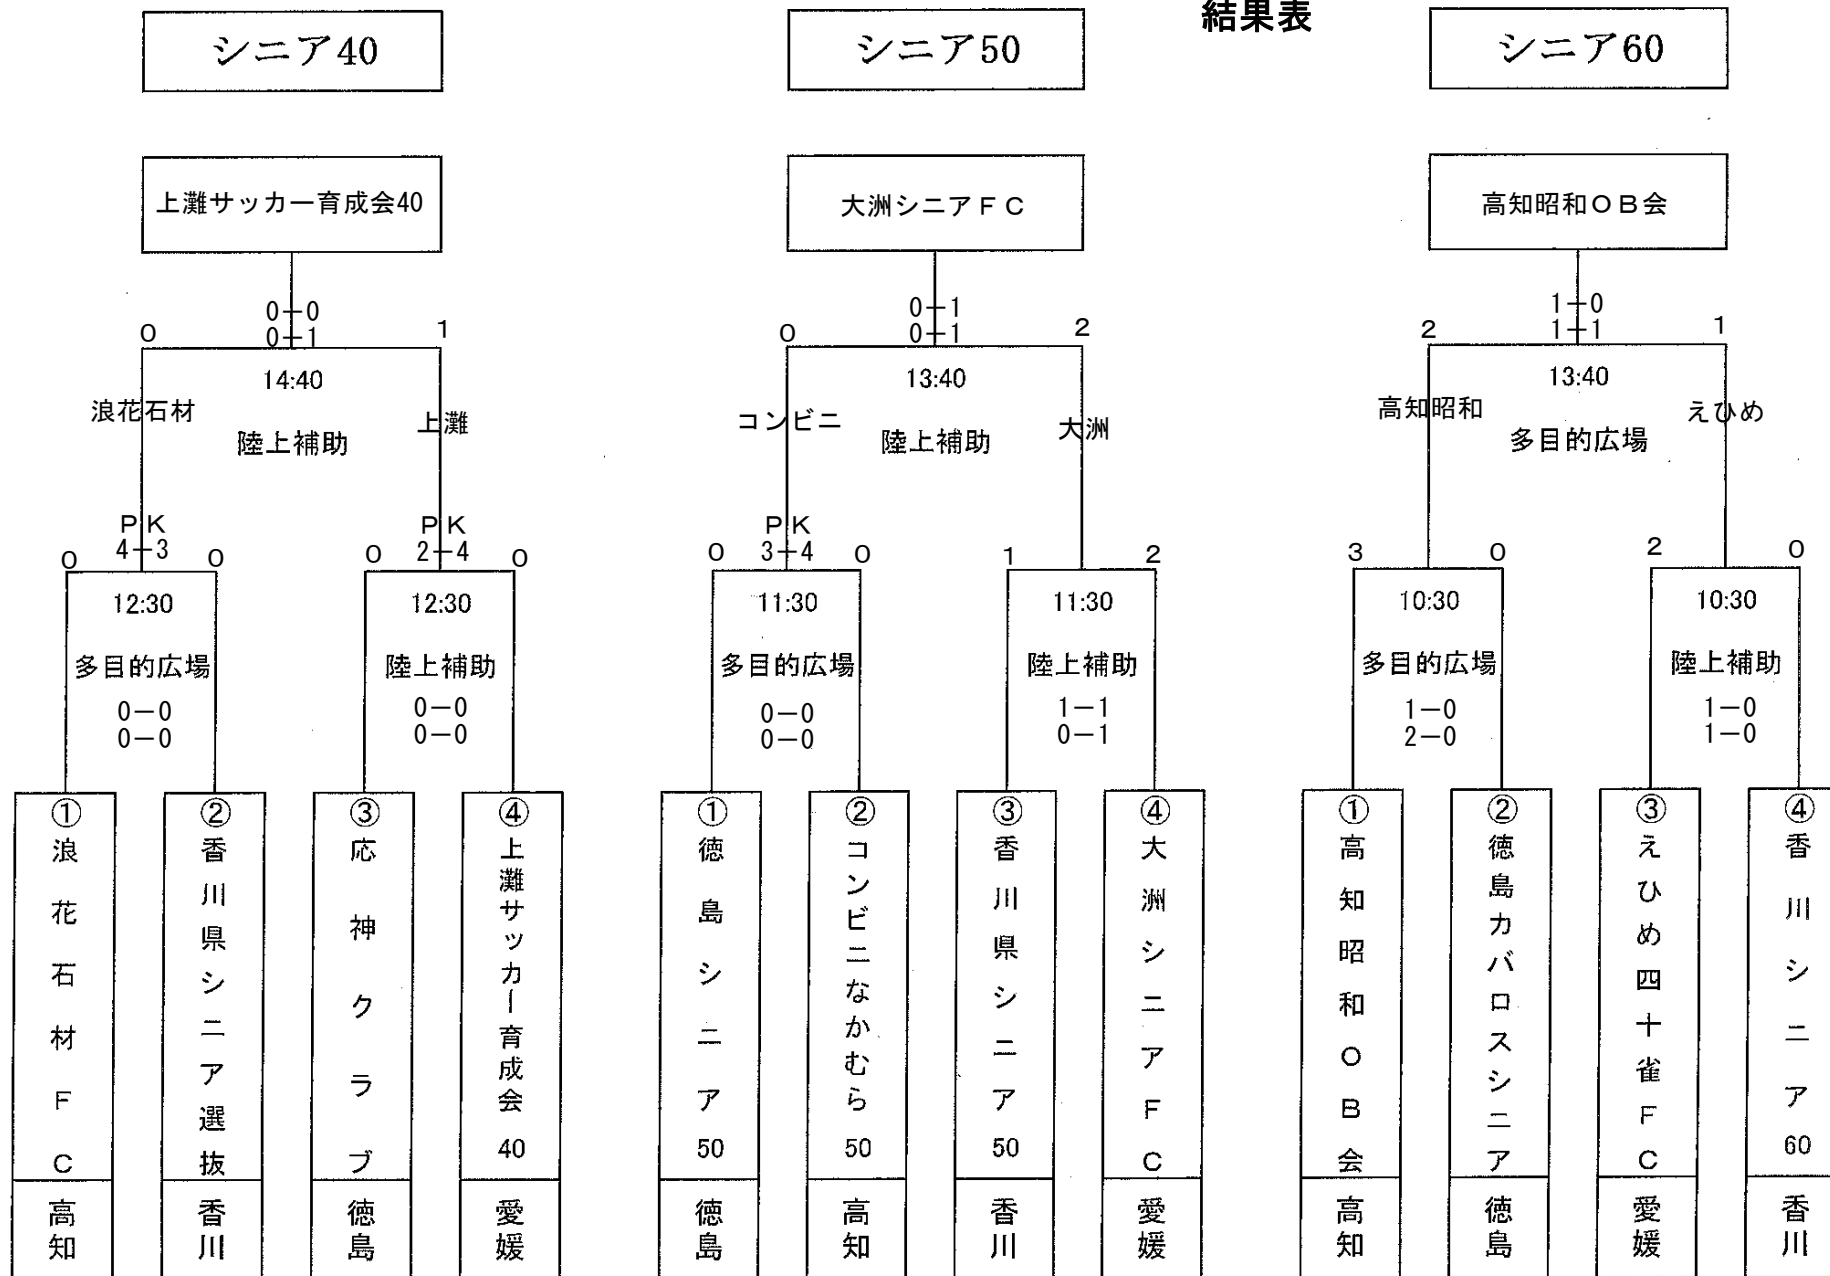 結果表
シニア40
上灘サッカー育成会40
0－0
0－1
0
1
14:40
陸上補助
浪花石材
上灘
PK
4－3
0
0
12:30
多目的広場
0－0
0－0
PK
2－4
0
0
12:30
陸上補助
0－0
0－0
①浪花石材FC
高知
②香川県シニア選抜
香川
③応神クラブ
徳島
④上灘サッカー育成会40
愛媛
シニア50
大洲シニアFC
0－1
0－1
0
2
13:40
陸上補助
コンビニ
大洲
PK
3－4
0
0
11:30
多目的広場
0－0
0－0
1
2
11:30
陸上補助
1－1
0－1
①徳島シニア50
徳島
②コンビニなかむら50
高知
③香川県シニア50
香川
④大洲シニアFC
愛媛
シニア60
高知昭和OB会
1－0
1－1
2
1
13:40
多目的広場
高知昭和
えひめ
3
0
10:30
多目的広場
1－0
2－0
2
0
10:30
陸上補助
1－0
1－0
①高知昭和OB会
高知
②徳島カバロスシニア
徳島
③えひめ四十雀FC
愛媛
④香川シニア60
香川